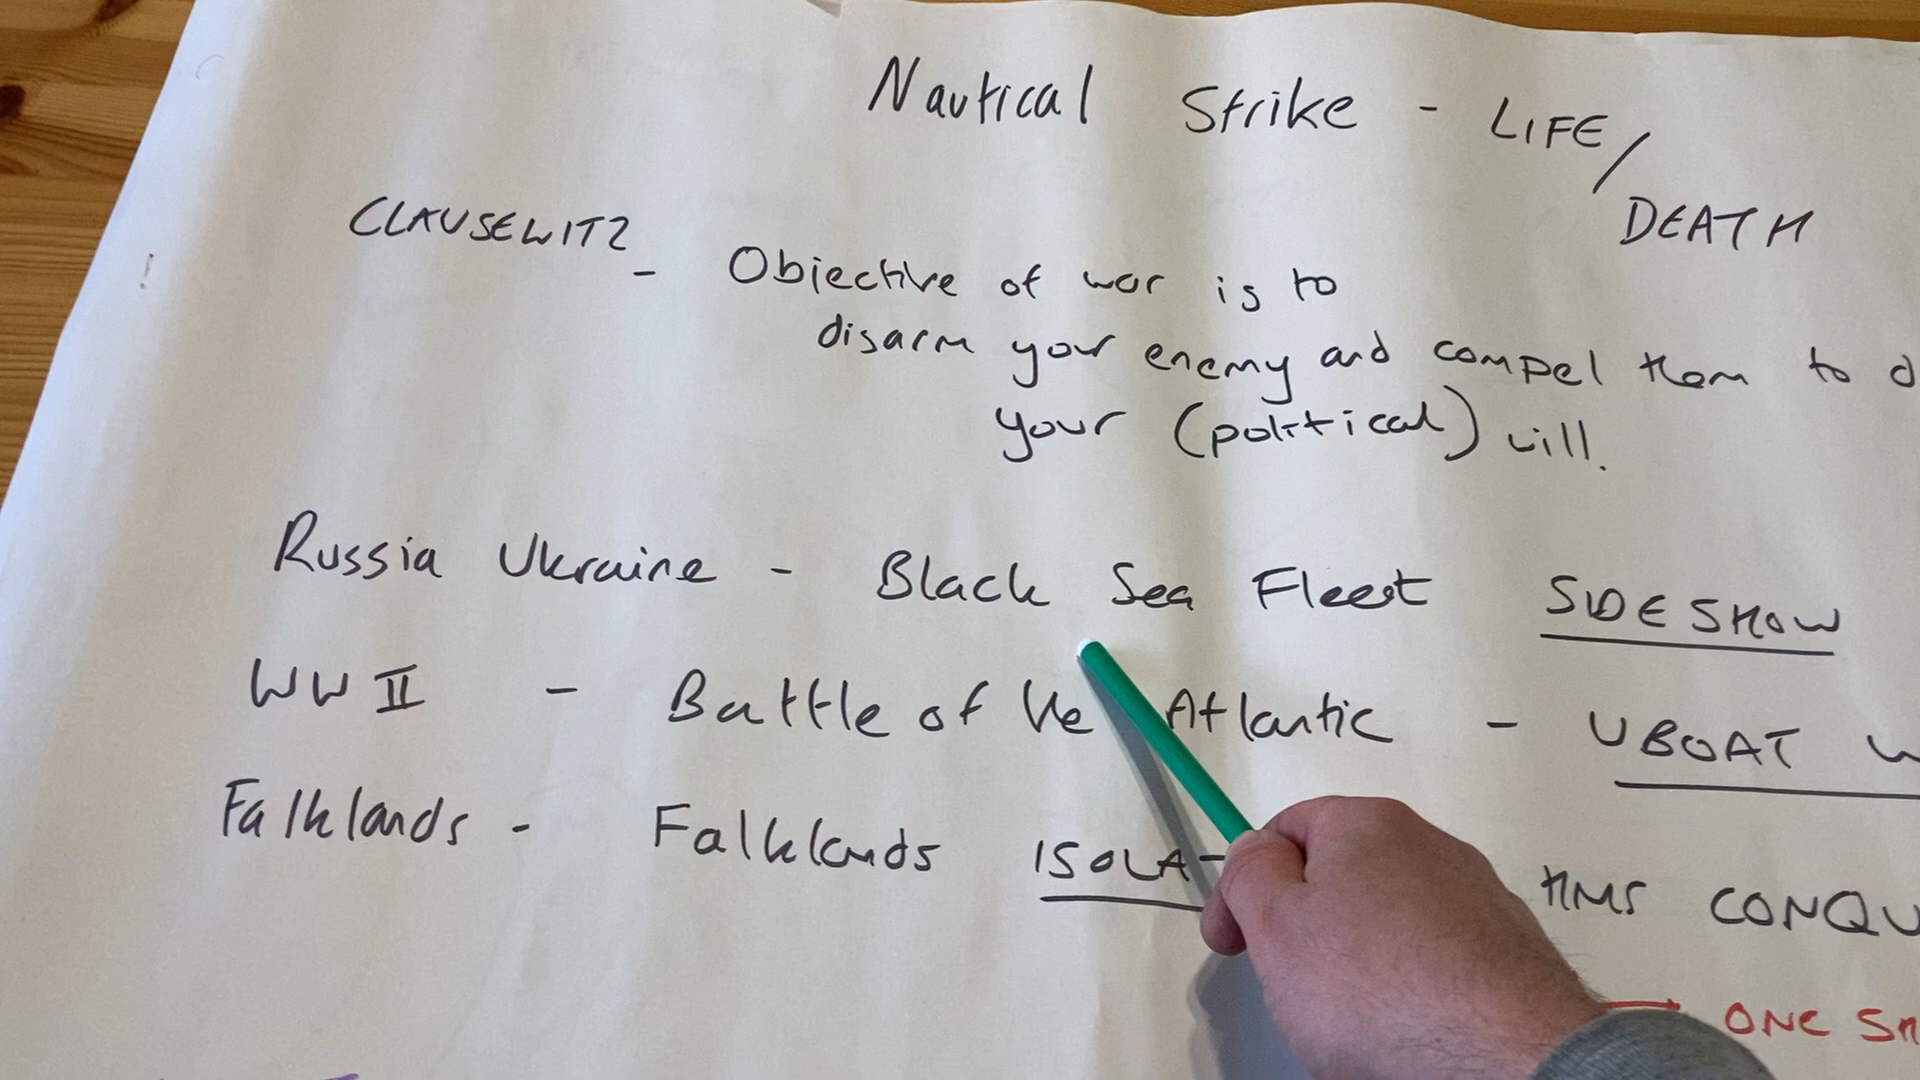 Nautical Strike - LIFE/
DEATH
CLAUSEWITZ
- Objective of war is to
disarm your enemy and compel them to d
your (political) will.
Russia Ukraine - Black Sea Fleet SIDESHOW
WW II - Battle of the Atlantic - UBOAT
Falklands - Falklands ISOLAT HMS CONQU
→ ONE